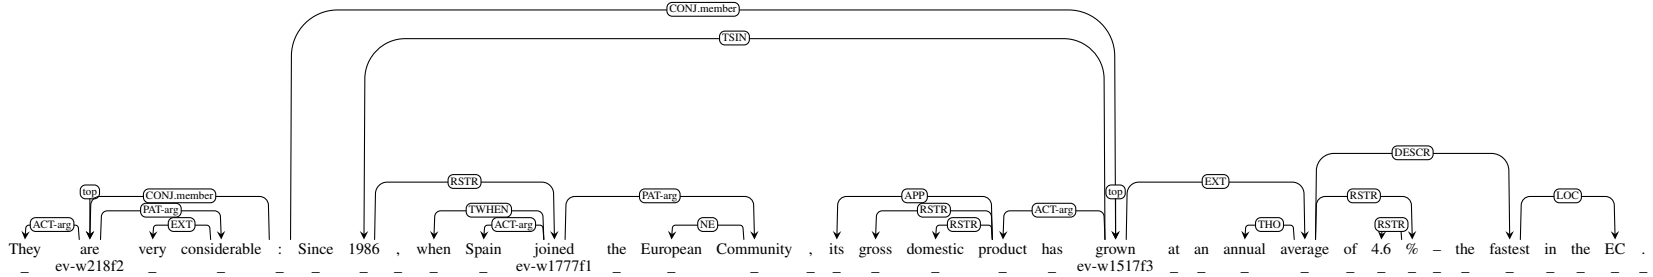 CONJ.member
TSIN
DESCR
RSTR EXT
top CONJ.member PAT-arg APP top RSTR LOC
PAT-arg TWHEN RSTR ACT-arg
ACT-arg EXT ACT-arg NE RSTR THO RSTR
They are very considerable : Since 1986 , when Spain joined the European Community , its gross domestic product has grown at an annual average of 4.6 % – the fastest in the EC .
_ ev-w218f2 _ _ _ _ _ _ _ _ ev-w1777f1 _ _ _ _ _ _ _ _ _ ev-w1517f3 _ _ _ _ _ _ _ _ _ _ _ _ _ _